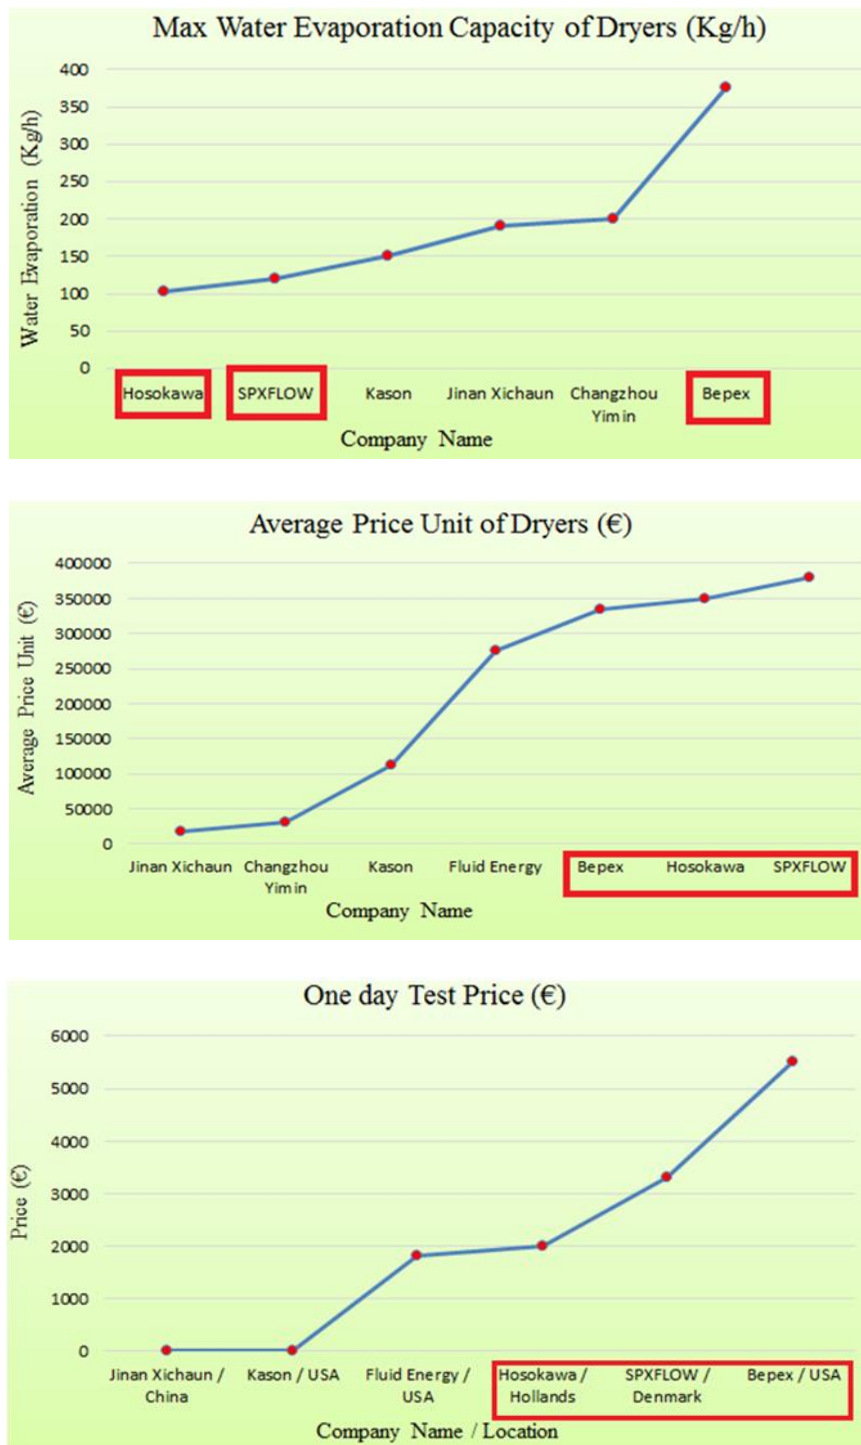 Max Water Evaporation Capacity of Dryers (Kg/h)
Water Evaporation (Kg/h)
400
350
300
250
200
150
100
50
0
Hosokawa SPXFLOW Kason Jinan Xichaun Changzhou Yimin Bepex
Company Name
Average Price Unit of Dryers (€)
Average Price Unit (€)
400000
350000
300000
250000
200000
150000
100000
50000
0
Jinan Xichaun Changzhou Yimin Kason Fluid Energy Bepex Hosokawa SPXFLOW
Company Name
One day Test Price (€)
Price (€)
6000
5000
4000
3000
2000
1000
0
Jinan Xichaun / China Kason / USA Fluid Energy / USA Hosokawa / Hollands SPXFLOW / Denmark Bepex / USA
Company Name / Location